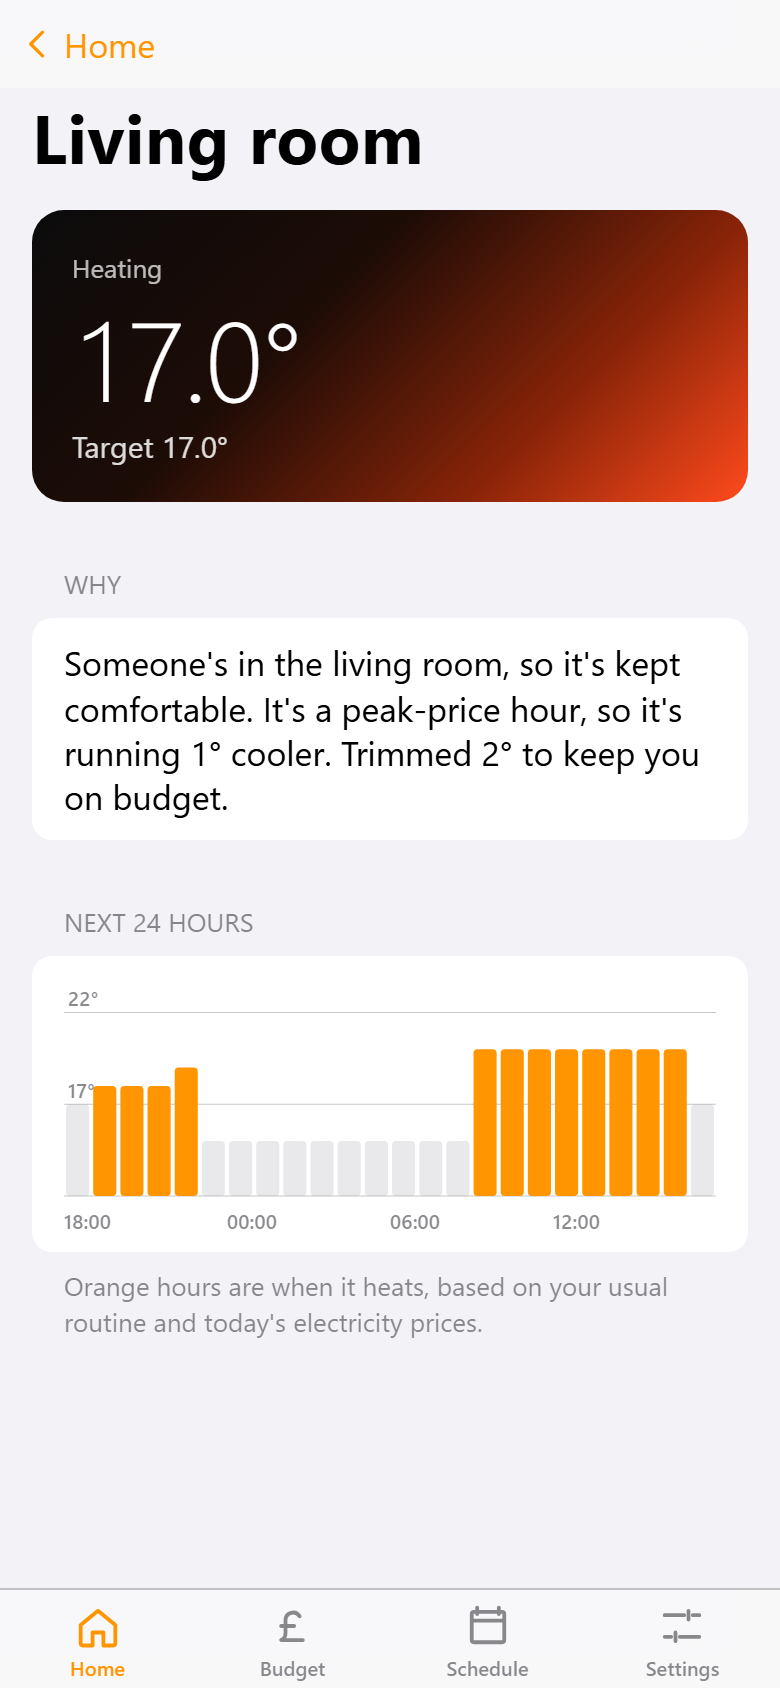 Home
Living room
Heating
17.0°
Target 17.0°
WHY
Someone's in the living room, so it's kept
comfortable. It's a peak-price hour, so it's
running 1° cooler. Trimmed 2° to keep you
on budget.
NEXT 24 HOURS
22°
17°
18:00 00:00 06:00 12:00
Orange hours are when it heats, based on your usual
routine and today's electricity prices.
Home Budget Schedule Settings